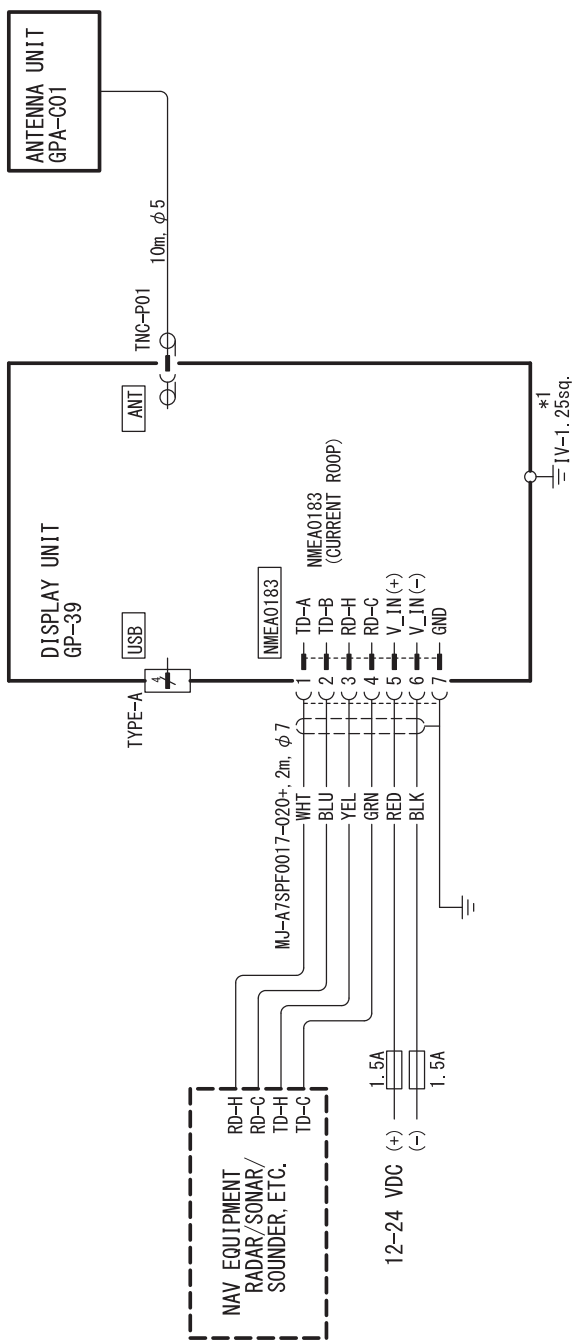 ANTENNA UNIT
GPA-C01
10m, φ5
TNC-P01
ANT
DISPLAY UNIT
GP-39
USB
TYPE-A
4
NMEA0183
NMEA0183
(CURRENT ROOP)
MJ-A7SPF0017-020+, 2m, φ7
WHT 1 TD-A
BLU 2 TD-B
YEL 3 RD-H
GRN 4 RD-C
RED 5 V_IN(+)
BLK 6 V_IN(-)
7 GND
*1
IV-1.25sq.
NAV EQUIPMENT
RADAR/SONAR/
SOUNDER, ETC.
RD-H
RD-C
TD-H
TD-C
12-24 VDC (+) 1.5A
(-) 1.5A